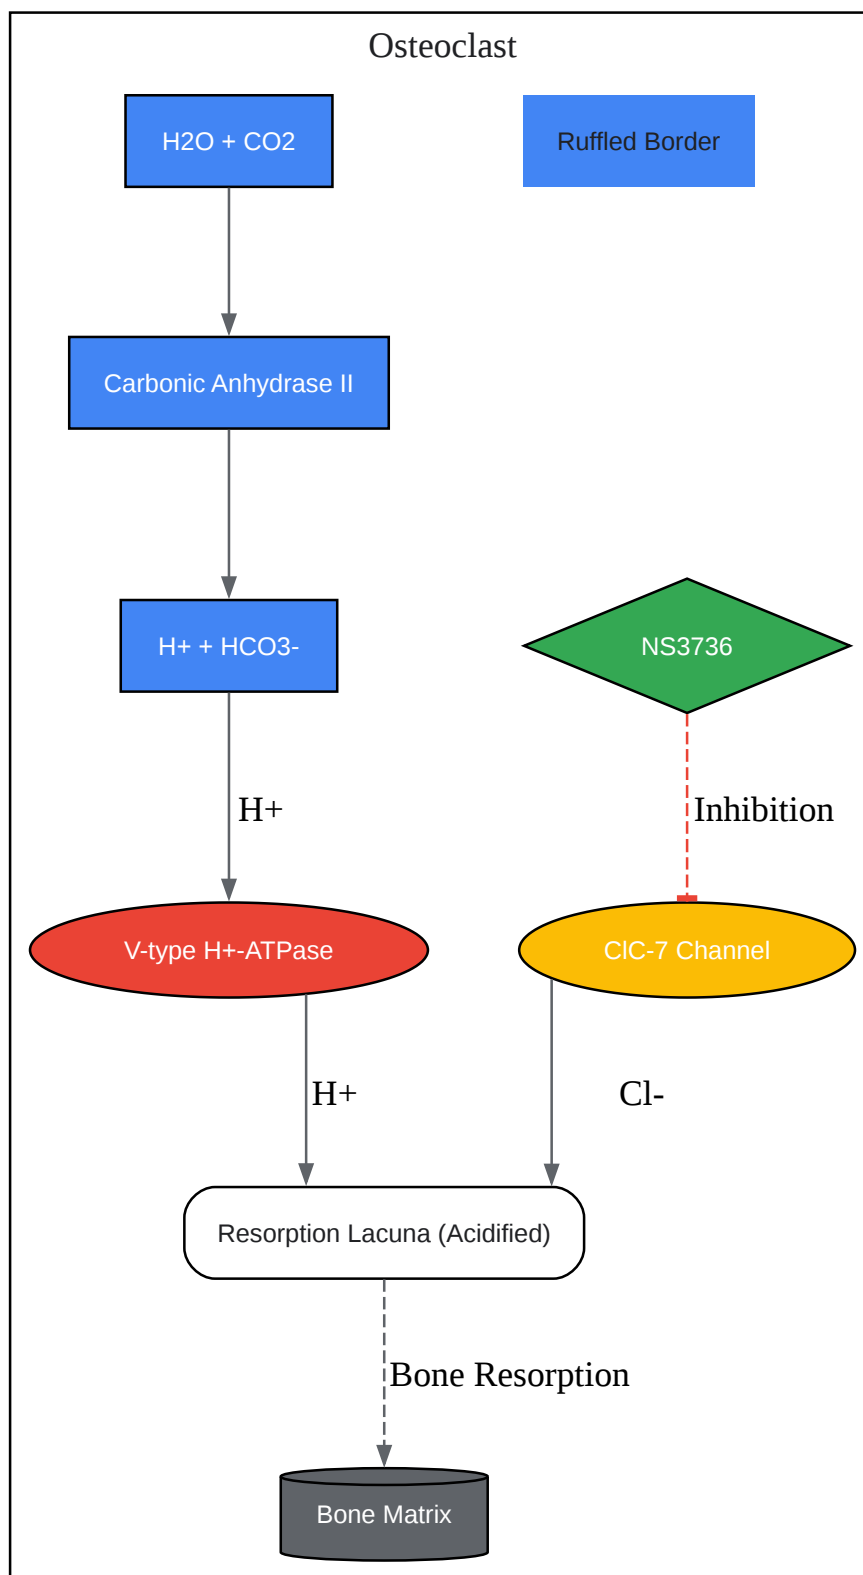 Osteoclast
H2O + CO2
Ruffled Border
Carbonic Anhydrase II
H+ + HCO3-
NS3736
H+
Inhibition
V-type H+-ATPase
ClC-7 Channel
H+
Cl-
Resorption Lacuna (Acidified)
Bone Resorption
Bone Matrix